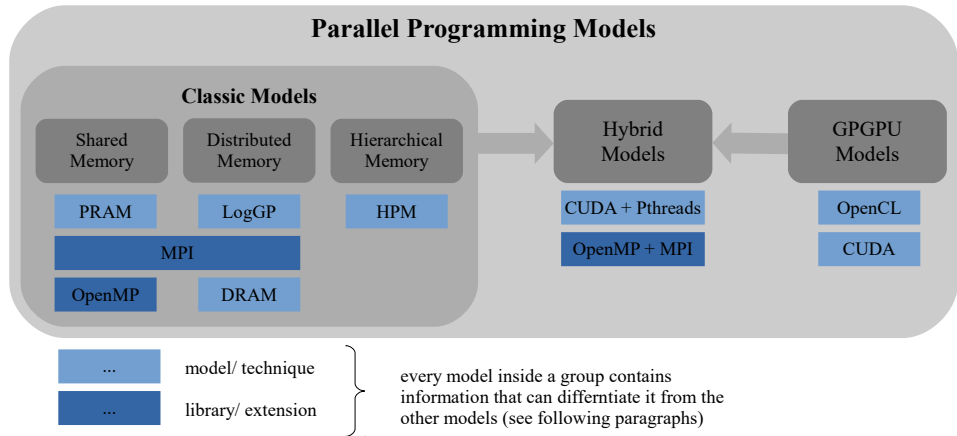 Parallel Programming Models
Classic Models
Shared
Memory
Distributed
Memory
Hierarchical
Memory
Hybrid
Models
GPGPU
Models
PRAM
LogGP
HPM
CUDA + Pthreads
OpenCL
MPI
OpenMP + MPI
CUDA
OpenMP
DRAM
...
model/ technique
...
library/ extension
every model inside a group contains
information that can differntiate it from the
other models (see following paragraphs)